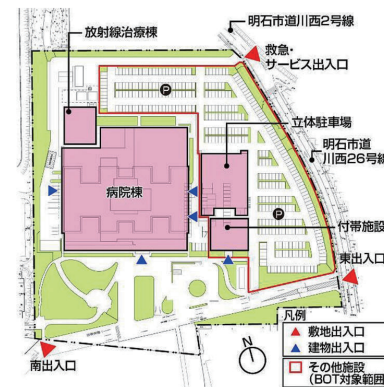 明石市道川西2号線
放射線治療棟
救急・
サービス出入口
P
立体駐車場
明石市道
川西26号線
病院棟
P
付帯施設
東出入口
凡例
敷地出入口
建物出入口
その他施設
(BOT対象範囲)
N
南出入口